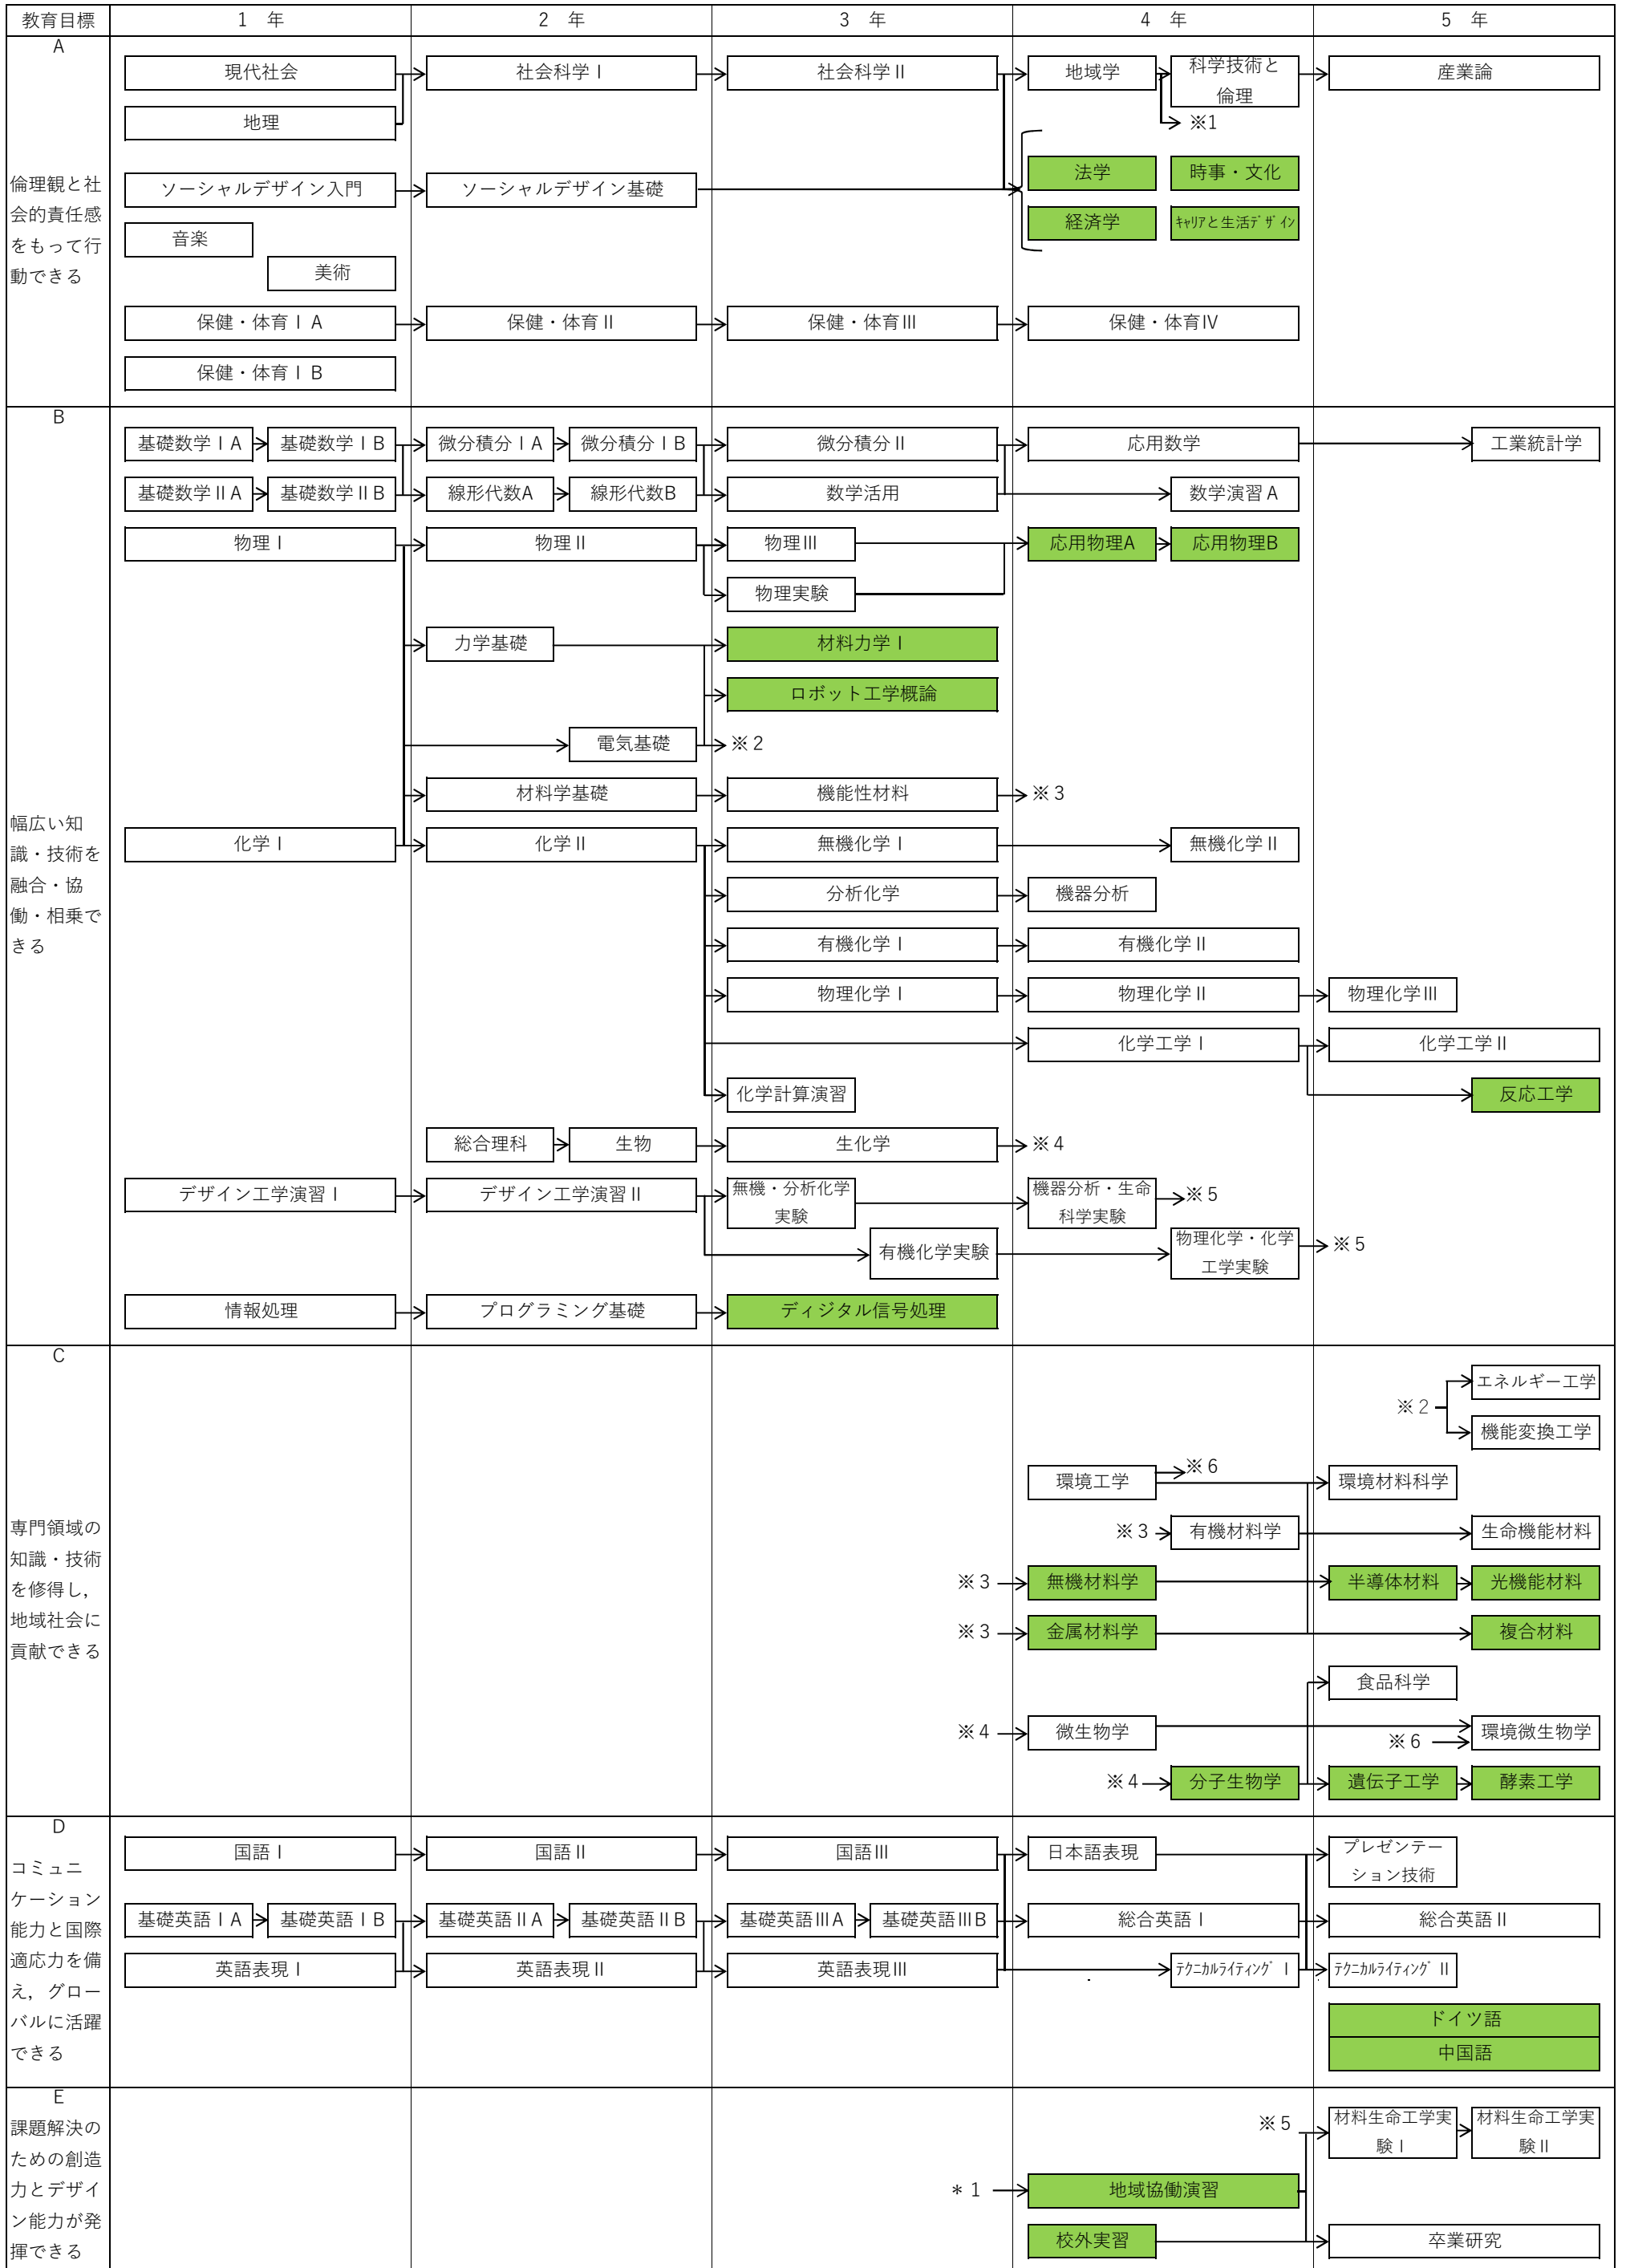 教育目標 1 年 2 年 3 年 4 年 5 年
A
倫理観と社
会的責任感
をもって行
動できる
現代社会 社会科学Ⅰ 社会科学Ⅱ 地域学 科学技術と
倫理 産業論
地理 ※1
ソーシャルデザイン入門 ソーシャルデザイン基礎 法学 時事・文化
経済学 ｷｬﾘｱと生活ﾃﾞｻﾞｲﾝ
音楽
美術
保健・体育ⅠA 保健・体育Ⅱ 保健・体育Ⅲ 保健・体育Ⅳ
保健・体育ⅠB
B
幅広い知
識・技術を
融合・協
働・相乗で
きる
基礎数学ⅠA 基礎数学ⅠB 微分積分ⅠA 微分積分ⅠB 微分積分Ⅱ 応用数学 工業統計学
基礎数学ⅡA 基礎数学ⅡB 線形代数A 線形代数B 数学活用 数学演習A
物理Ⅰ 物理Ⅱ 物理Ⅲ 応用物理A 応用物理B
物理実験
力学基礎 材料力学Ⅰ
ロボット工学概論
電気基礎 ※2
材料学基礎 機能性材料 ※3
化学Ⅰ 化学Ⅱ 無機化学Ⅰ 無機化学Ⅱ
分析化学 機器分析
有機化学Ⅰ 有機化学Ⅱ
物理化学Ⅰ 物理化学Ⅱ 物理化学Ⅲ
化学工学Ⅰ 化学工学Ⅱ
化学計算演習 反応工学
総合理科 生物 生化学 ※4
デザイン工学演習Ⅰ デザイン工学演習Ⅱ 無機・分析化学
実験 機器分析・生命
科学実験 ※5
有機化学実験 物理化学・化学
工学実験 ※5
情報処理 プログラミング基礎 ディジタル信号処理
C
専門領域の
知識・技術
を修得し，
地域社会に
貢献できる
エネルギー工学
※2
機能変換工学
環境工学 ※6 環境材料科学
※3 有機材料学 生命機能材料
※3 無機材料学 半導体材料 光機能材料
※3 金属材料学 複合材料
食品科学
※4 微生物学 環境微生物学
※6
※4 分子生物学 遺伝子工学 酵素工学
D
コミュニ
ケーション
能力と国際
適応力を備
え，グロー
バルに活躍
できる
国語Ⅰ 国語Ⅱ 国語Ⅲ 日本語表現 プレゼンテー
ション技術
基礎英語ⅠA 基礎英語ⅠB 基礎英語ⅡA 基礎英語ⅡB 基礎英語ⅢA 基礎英語ⅢB 総合英語Ⅰ 総合英語Ⅱ
英語表現Ⅰ 英語表現Ⅱ 英語表現Ⅲ ﾃｸﾆｶﾙﾗｲﾃｨﾝｸﾞⅠ ﾃｸﾆｶﾙﾗｲﾃｨﾝｸﾞⅡ
ドイツ語
中国語
E
課題解決の
ための創造
力とデザイ
ン能力が発
揮できる
※5 材料生命工学実
験Ⅰ 材料生命工学実
験Ⅱ
＊1 地域協働演習
校外実習 卒業研究